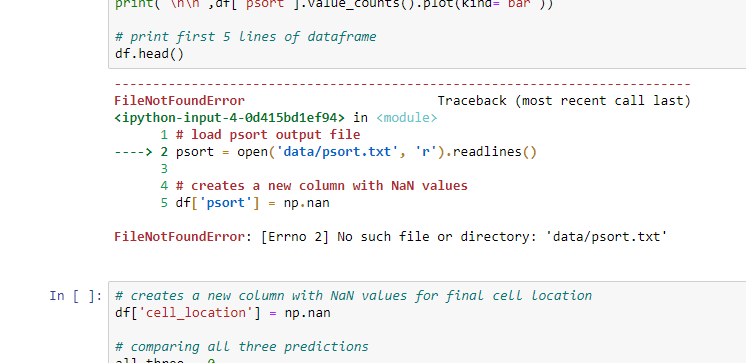 print( \n\n ,df[ psort ].value_counts().plot(kind= bar ))
# print first 5 lines of dataframe
df.head()
---------------------------------------------------------------------------
FileNotFoundError                         Traceback (most recent call last)
<ipython-input-4-0d415bd1ef94> in <module>
1 # load psort output file
----> 2 psort = open('data/psort.txt', 'r').readlines()
3
4 # creates a new column with NaN values
5 df['psort'] = np.nan
FileNotFoundError: [Errno 2] No such file or directory: 'data/psort.txt'
In [ ]: # creates a new column with NaN values for final cell location
df['cell_location'] = np.nan
# comparing all three predictions
all three = 0